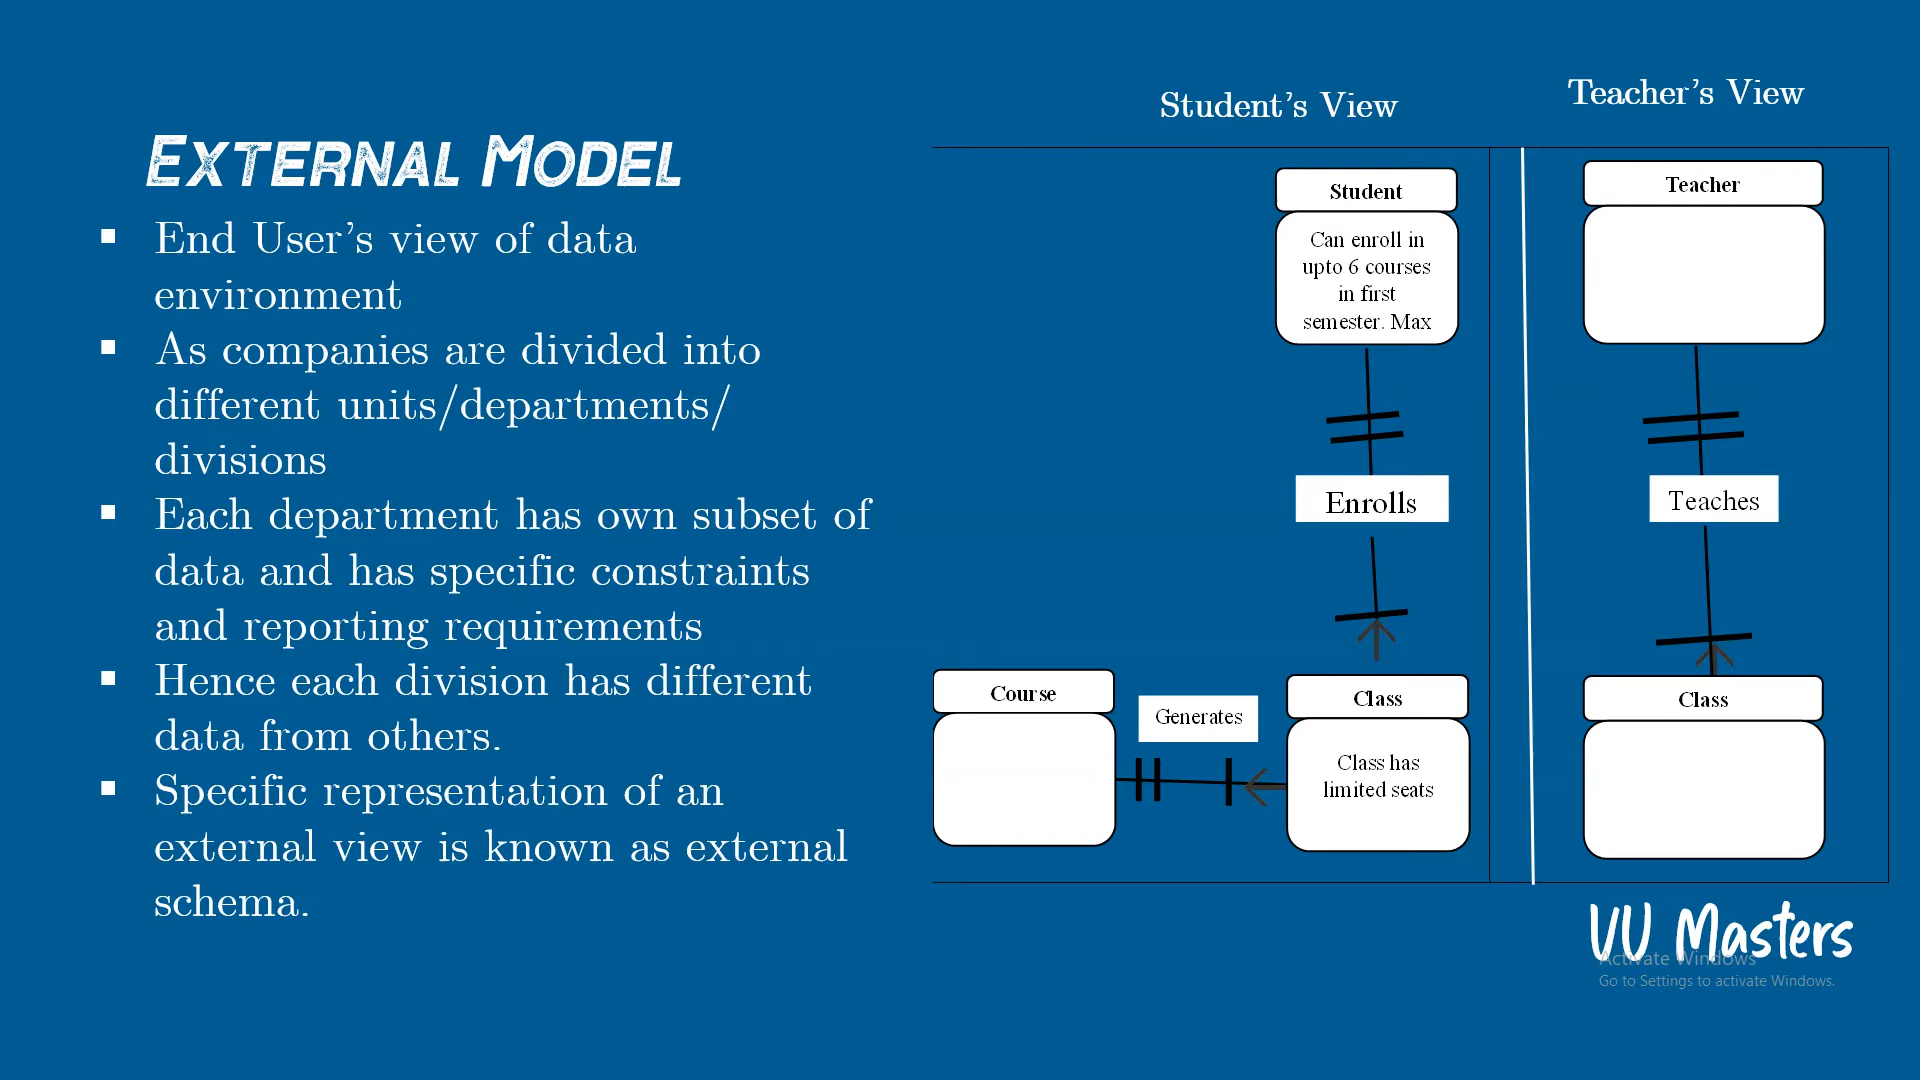 External Model
▪ End User's view of data
environment
▪ As companies are divided into
different units/departments/
divisions
▪ Each department has own subset of
data and has specific constraints
and reporting requirements
▪ Hence each division has different
data from others.
▪ Specific representation of an
external view is known as external
schema.
Student's View
Teacher's View
Student
Can enroll in
upto 6 courses
in first
semester. Max
Enrolls
Course
Generates
Class
Class has
limited seats
Teacher
Teaches
Class
VU Masters
Activate Windows
Go to Settings to activate Windows.